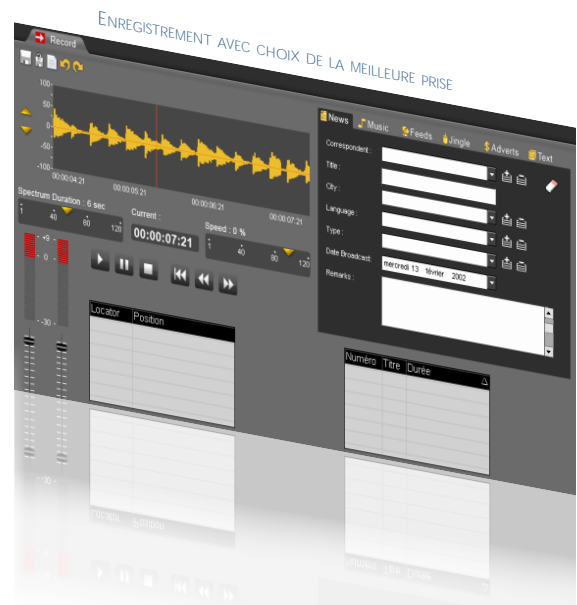 Enregistrement avec choix de la meilleure prise
Record
100-
50-
0-
-50-
-100-
00:00:04:21 00:00:05:21 00:00:06:21 00:00:07:21
Spectrum Duration : 6 sec
1 40 80 120
Current :
00:00:07:21
Speed : 0 %
1 40 80 120
- +9 -
- 0 -
- -30 -
Locator Position
News Music Feeds Jingle $ Adverts Text
Correspondent :
Title :
City :
Language :
Type :
Date Broadcast:
mercredi 13 février 2002
Remarks :
Numéro Titre Durée